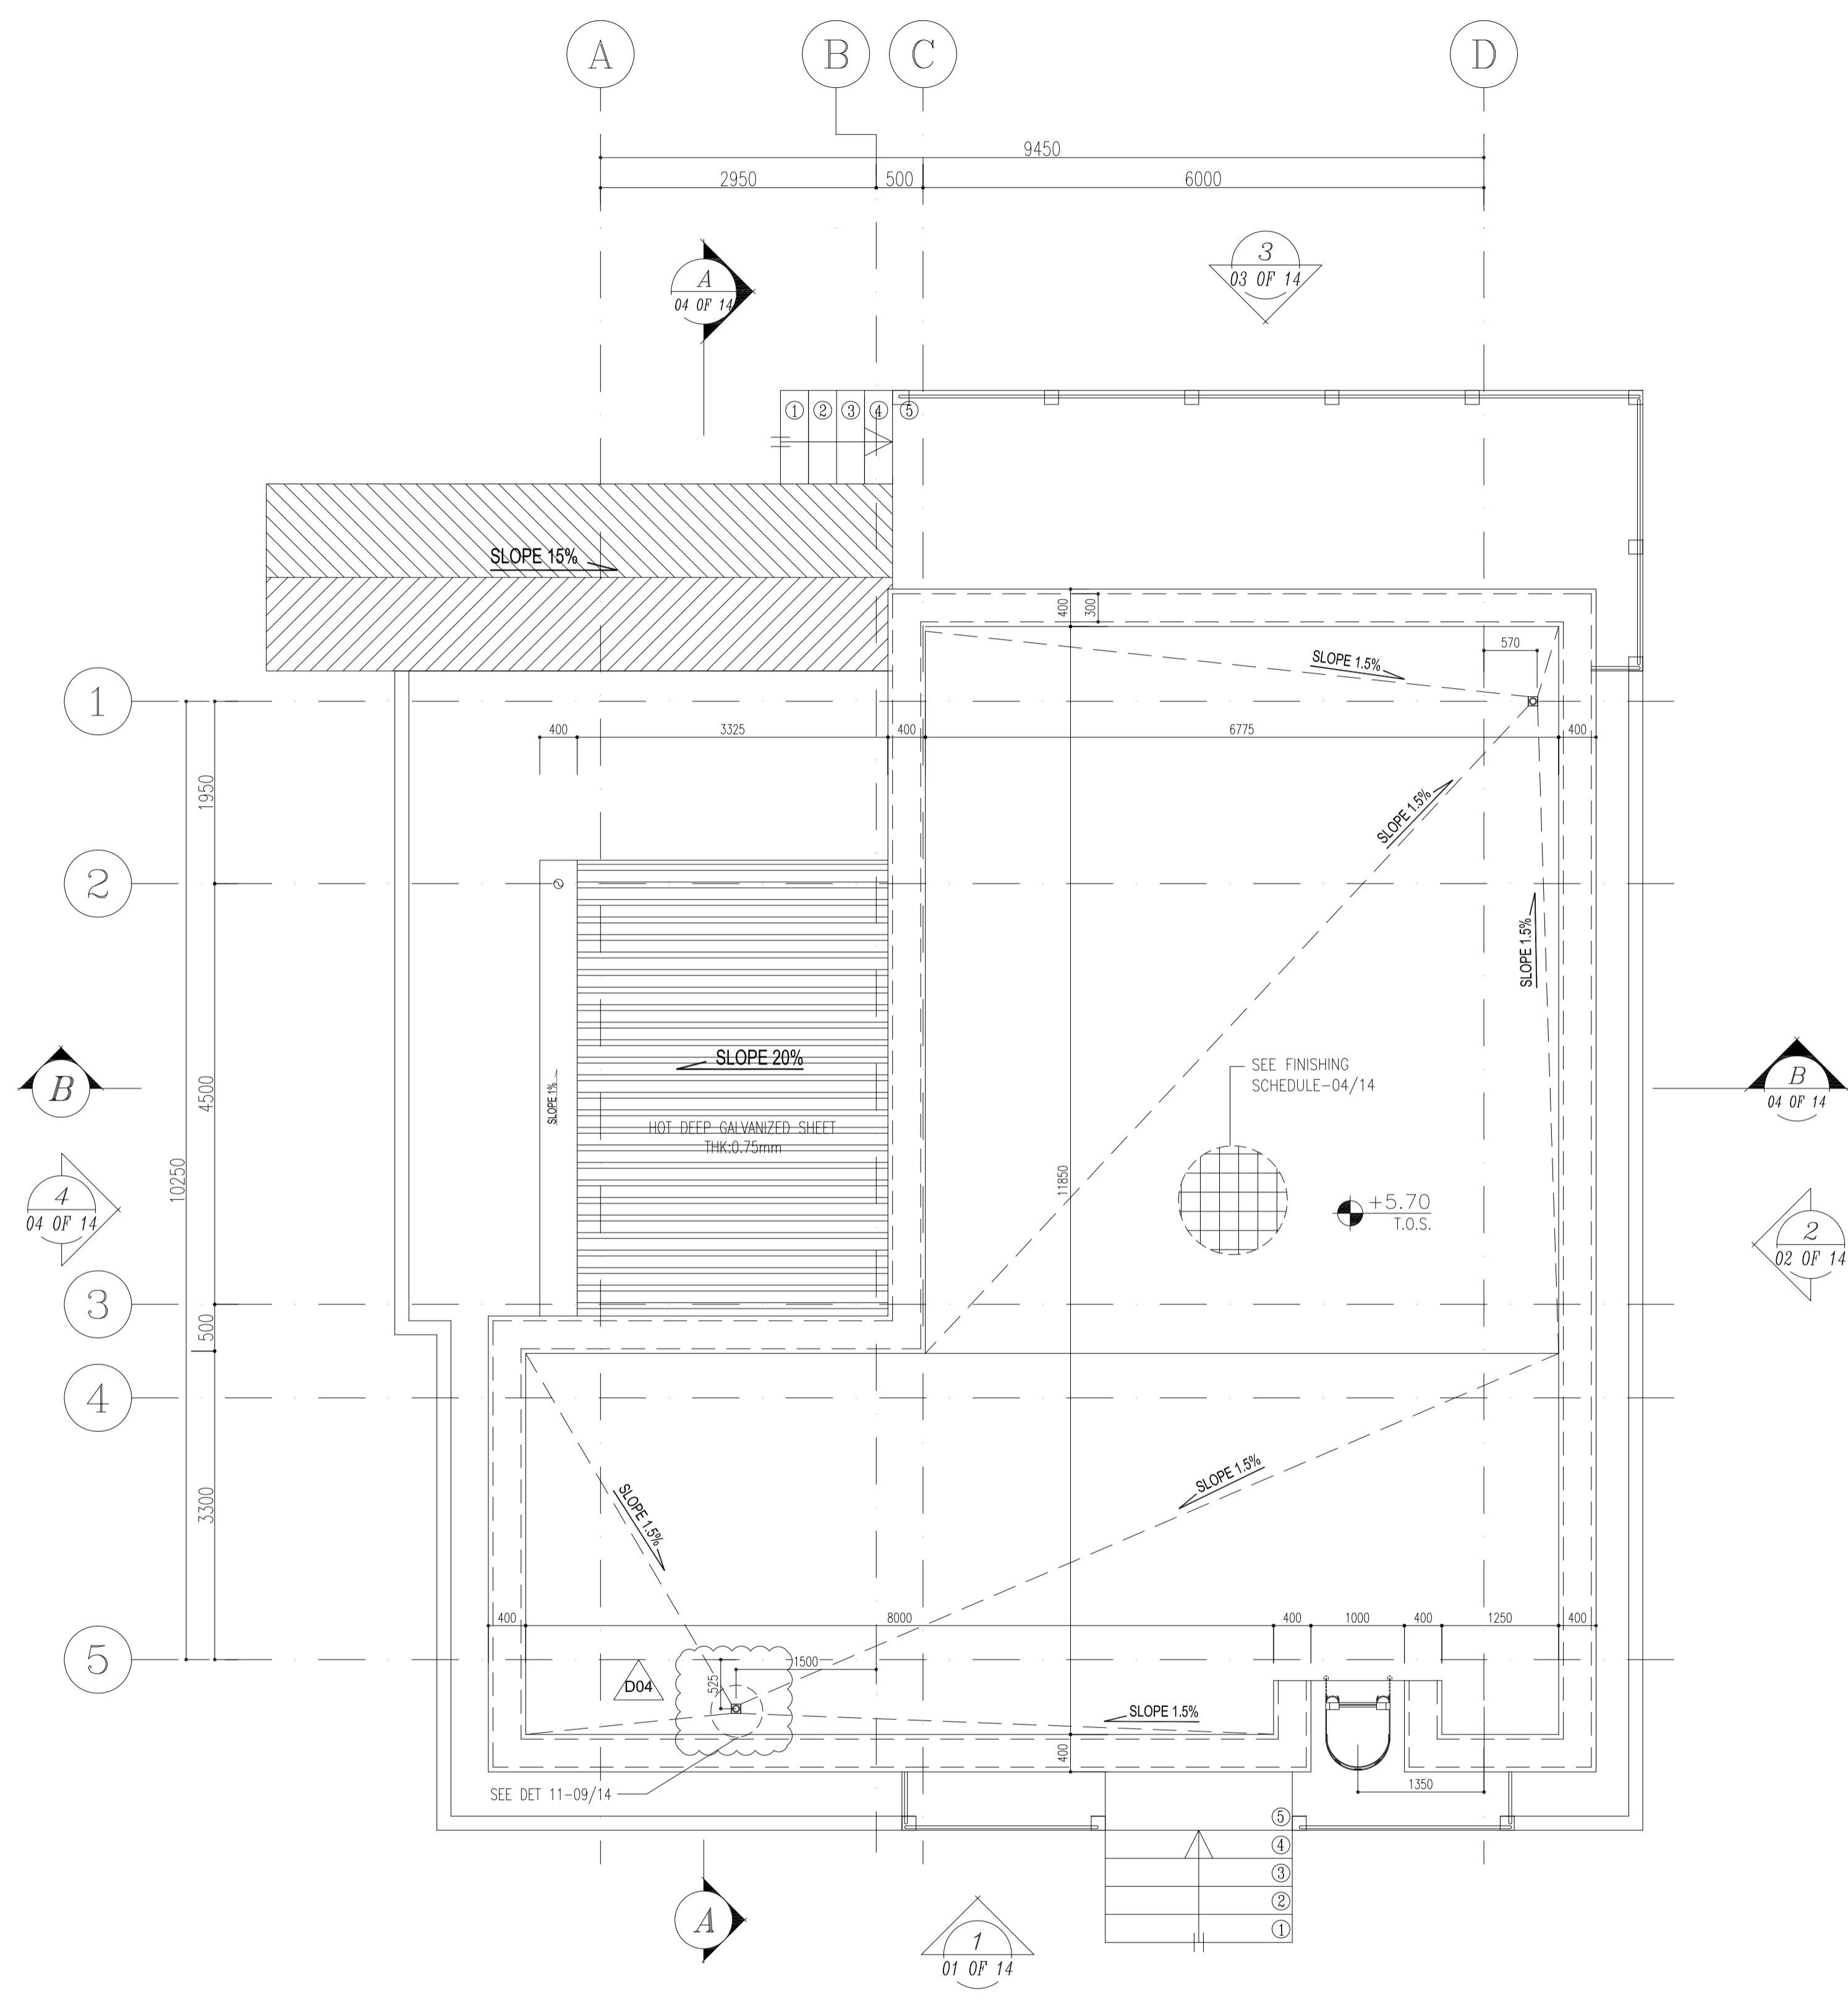 A
B
C
D
9450
2950
500
6000
A
04 OF 14
3
03 OF 14
1
2
3
4
5
SLOPE 15%
400
300
570
SLOPE 1.5%
1
400
3325
400
6775
400
1950
SLOPE 1.5%
2
SLOPE 1.5%
SLOPE 20%
SEE FINISHING
SCHEDULE-04/14
B
B
04 OF 14
4500
SLOPE 1%
HOT DEEP GALVANIZED SHEET
THK:0.75mm
10250
11850
4
04 OF 14
+5.70
T.O.S.
2
02 OF 14
3
500
4
3300
SLOPE 1.5%
SLOPE 1.5%
400
8000
400
1000
400
1250
400
5
1500
525
D04
SLOPE 1.5%
400
1350
SEE DET 11-09/14
5
4
3
2
1
A
1
01 OF 14